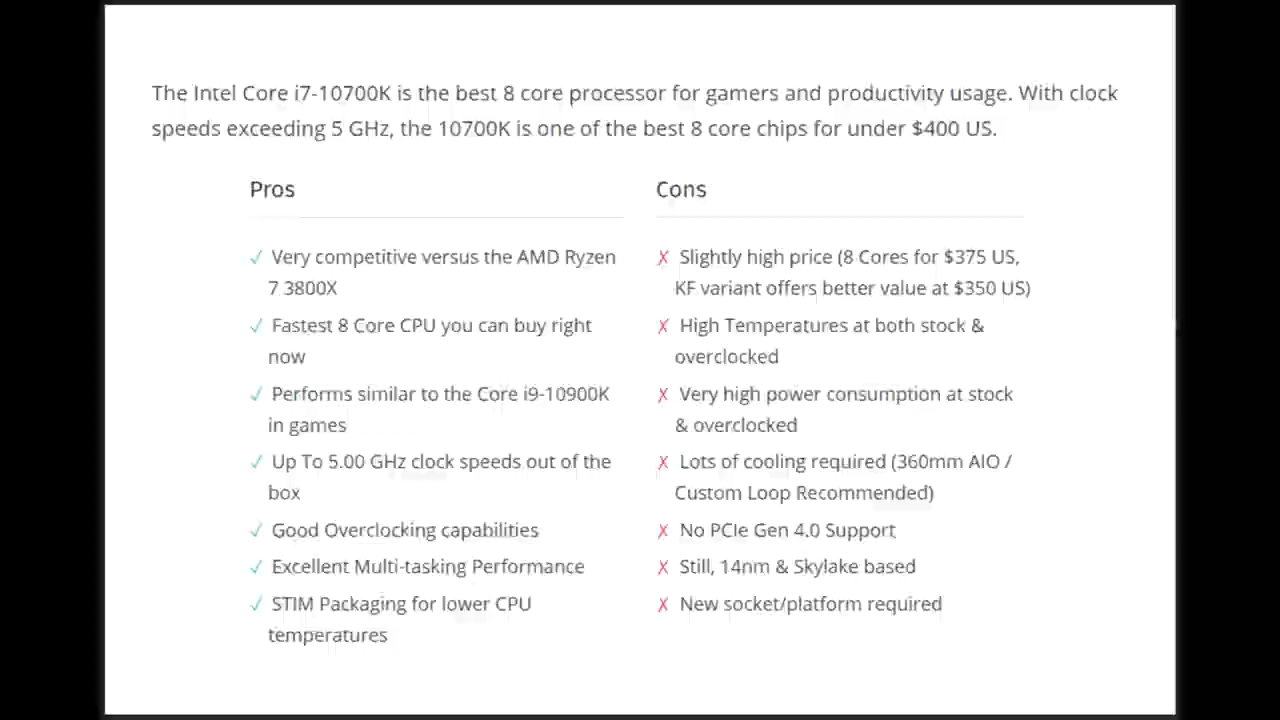 The Intel Core i7-10700K is the best 8 core processor for gamers and productivity usage. With clock
speeds exceeding 5 GHz, the 10700K is one of the best 8 core chips for under $400 US.
Pros
✓ Very competitive versus the AMD Ryzen
7 3800X
✓ Fastest 8 Core CPU you can buy right
now
✓ Performs similar to the Core i9-10900K
in games
✓ Up To 5.00 GHz clock speeds out of the
box
✓ Good Overclocking capabilities
✓ Excellent Multi-tasking Performance
✓ STIM Packaging for lower CPU
temperatures
Cons
✗ Slightly high price (8 Cores for $375 US,
KF variant offers better value at $350 US)
✗ High Temperatures at both stock &
overclocked
✗ Very high power consumption at stock
& overclocked
✗ Lots of cooling required (360mm AIO /
Custom Loop Recommended)
✗ No PCIe Gen 4.0 Support
✗ Still, 14nm & Skylake based
✗ New socket/platform required